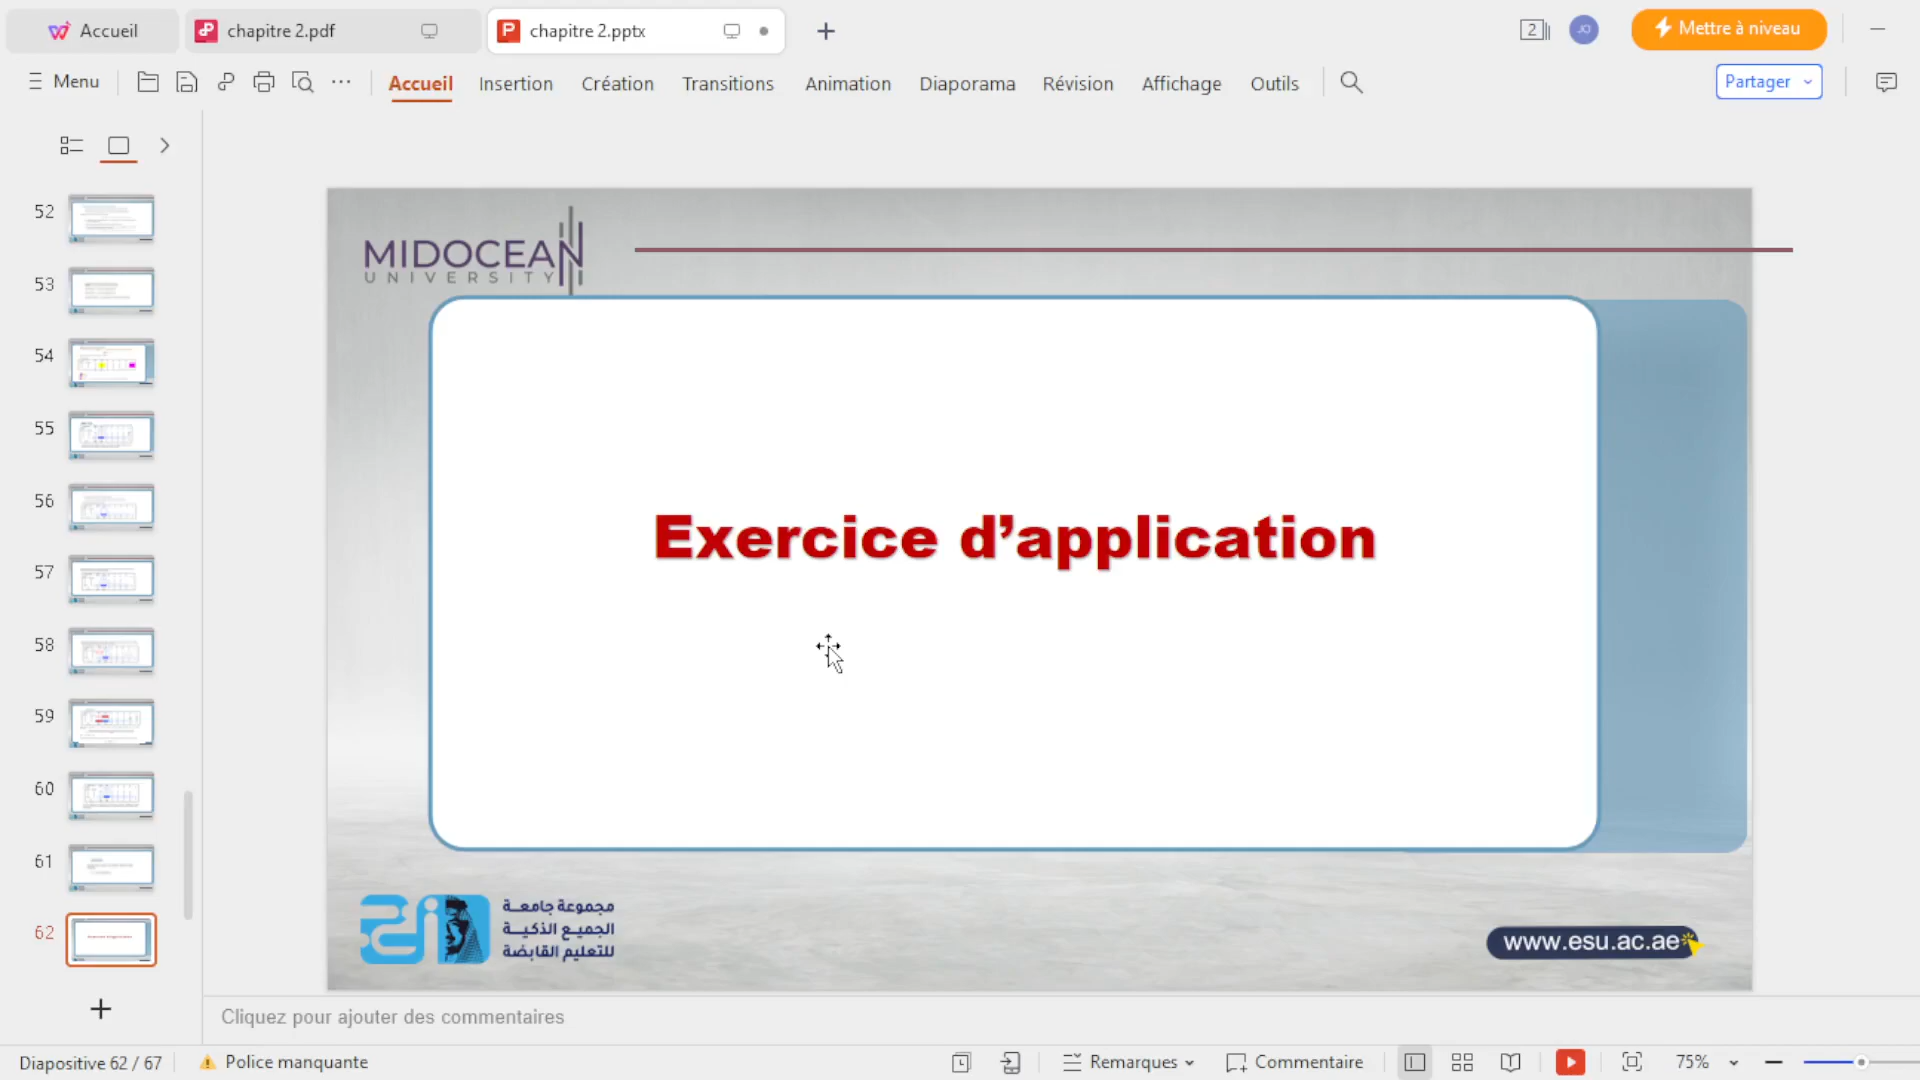 Accueil
chapitre 2.pdf
chapitre 2.pptx
2
JO
Mettre à niveau
Menu
Accueil
Insertion
Création
Transitions
Animation
Diaporama
Révision
Affichage
Outils
Partager
52
53
54
55
56
57
58
59
60
61
62
MIDOCEAN
UNIVERSITY
Exercice d’application
مجموعة جامعة
الجميع الذكية
للتعليم القابضة
www.esu.ac.ae
Cliquez pour ajouter des commentaires
Diapositive 62 / 67
Police manquante
Remarques
Commentaire
75%